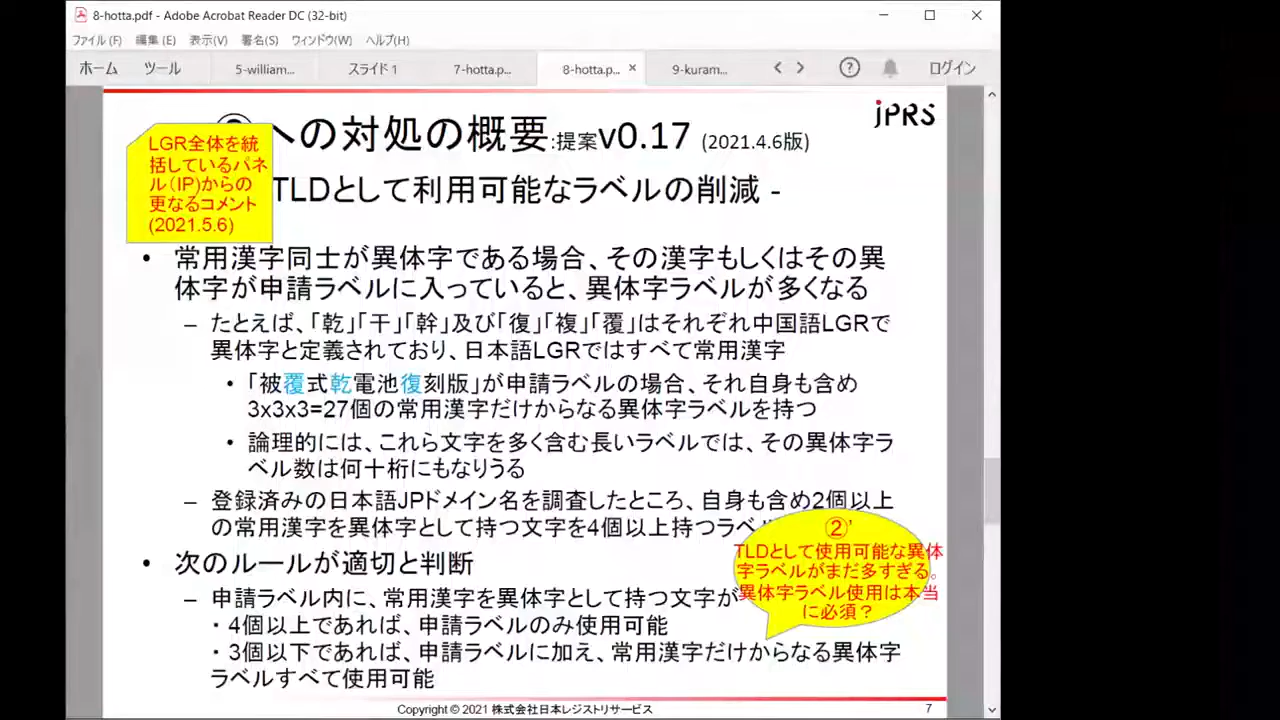 8-hotta.pdf - Adobe Acrobat Reader DC (32-bit)
ファイル(F) 編集(E) 表示(V) 署名(S) ウィンドウ(W) ヘルプ(H)
ホーム ツール 5-william... スライド 1 7-hotta.p... 8-hotta.p... × 9-kuram... ログイン
JPRS
への対処の概要:提案v0.17 (2021.4.6版)
TLDとして利用可能なラベルの削減 -
LGR全体を統
括しているパネ
ル(IP)からの
更なるコメント
(2021.5.6)
• 常用漢字同士が異体字である場合、その漢字もしくはその異
体字が申請ラベルに入っていると、異体字ラベルが多くなる
– たとえば、「乾」「干」「幹」及び「復」「複」「覆」はそれぞれ中国語LGRで
異体字と定義されており、日本語LGRではすべて常用漢字
• 「被覆式乾電池復刻版」が申請ラベルの場合、それ自身も含め
3x3x3=27個の常用漢字だけからなる異体字ラベルを持つ
• 論理的には、これら文字を多く含む長いラベルでは、その異体字ラ
ベル数は何十桁にもなりうる
– 登録済みの日本語JPドメイン名を調査したところ、自身も含め2個以上
の常用漢字を異体字として持つ文字を4個以上持つラベ
• 次のルールが適切と判断
– 申請ラベル内に、常用漢字を異体字として持つ文字が
・4個以上であれば、申請ラベルのみ使用可能
・3個以下であれば、申請ラベルに加え、常用漢字だけからなる異体字
ラベルすべて使用可能
②'
TLDとして使用可能な異体
字ラベルがまだ多すぎる。
異体字ラベル使用は本当
に必須？
Copyright © 2021 株式会社日本レジストリサービス 7